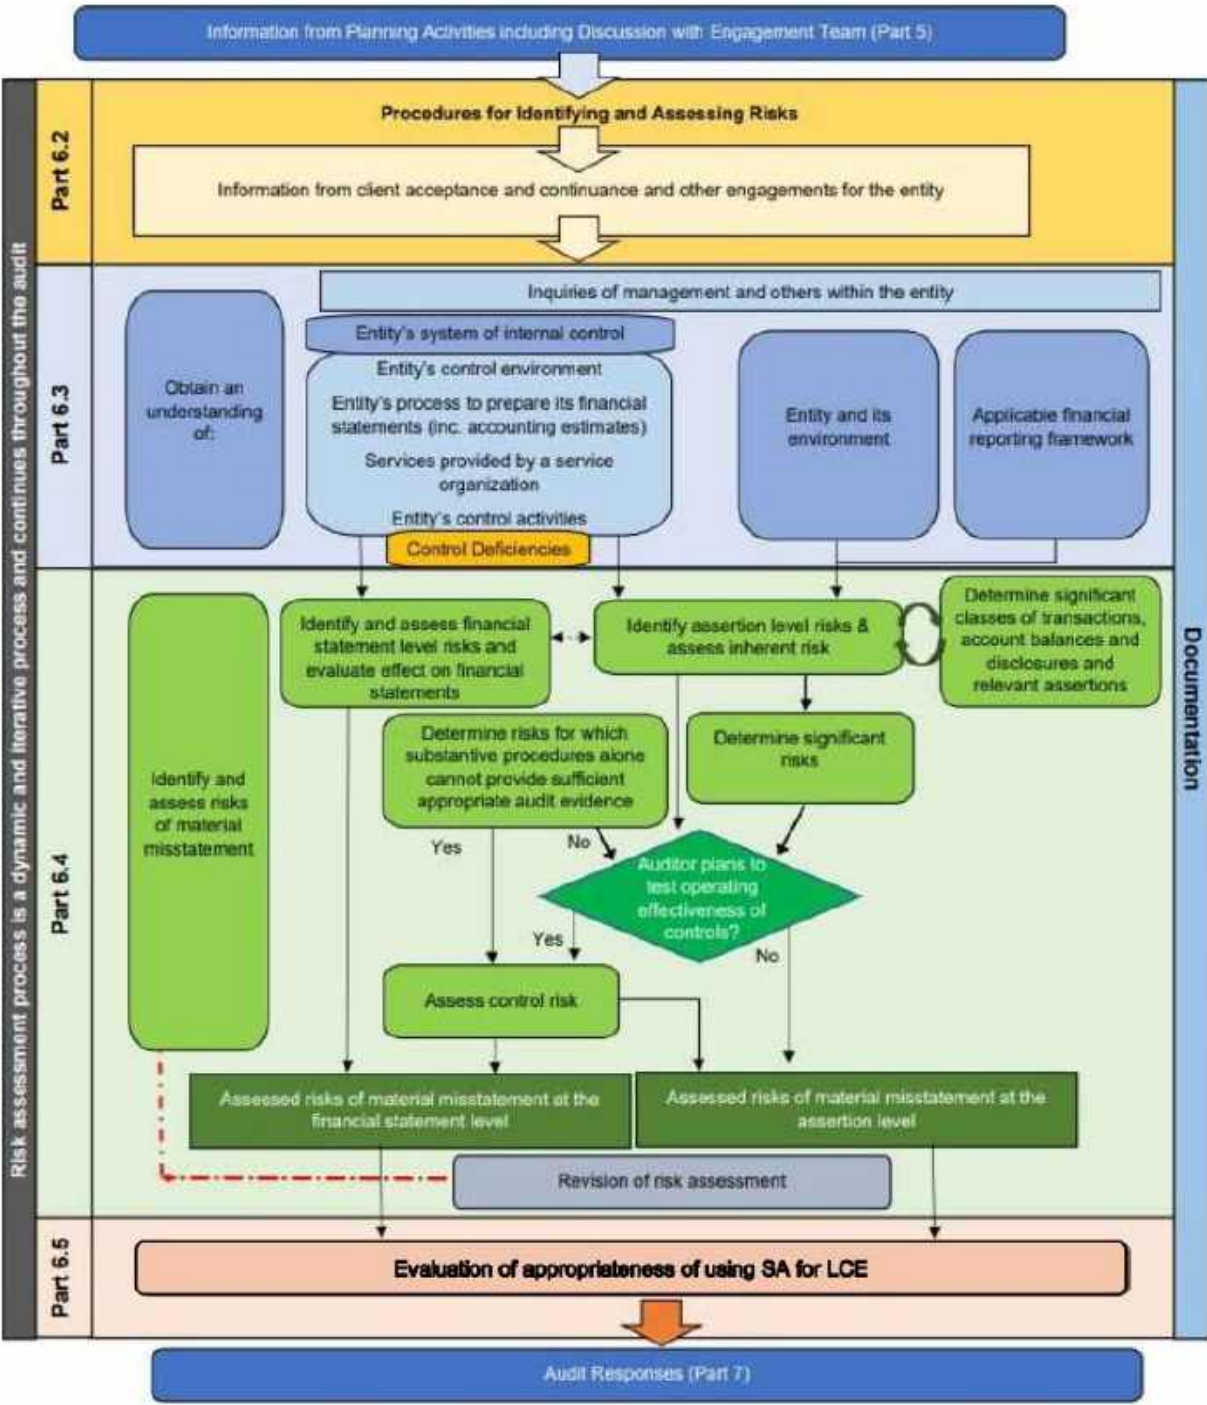 Information from Planning Activities including Discussion with Engagement Team (Part 5)
Part 6.2
Procedures for Identifying and Assessing Risks
Information from client acceptance and continuance and other engagements for the entity
Risk assessment process is a dynamic and iterative process and continues throughout the audit
Documentation
Part 6.3
Inquiries of management and others within the entity
Obtain an
understanding
of:
Entity's system of internal control
Entity's control environment
Entity's process to prepare its financial
statements (inc. accounting estimates)
Services provided by a service
organization
Entity's control activities
Control Deficiencies
Entity and its
environment
Applicable financial
reporting framework
Part 6.4
Identify and
assess risks
of material
misstatement
Identify and assess financial
statement level risks and
evaluate effect on financial
statements
Identify assertion level risks &
assess inherent risk
Determine significant
classes of transactions,
account balances and
disclosures and
relevant assertions
Determine risks for which
substantive procedures alone
cannot provide sufficient
appropriate audit evidence
Determine significant
risks
Yes
No
Auditor plans to
test operating
effectiveness of
controls?
Yes
No
Assess control risk
Assessed risks of material misstatement at the
financial statement level
Assessed risks of material misstatement at the
assertion level
Revision of risk assessment
Part 6.5
Evaluation of appropriateness of using SA for LCE
Audit Responses (Part 7)